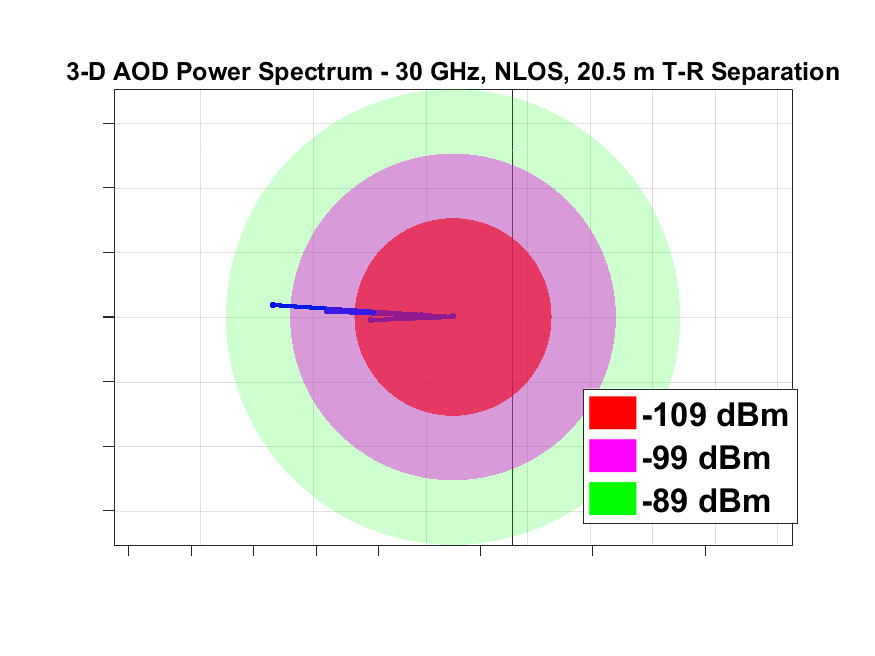 3-D AOD Power Spectrum - 30 GHz, NLOS, 20.5 m T-R Separation
-109 dBm
-99 dBm
-89 dBm